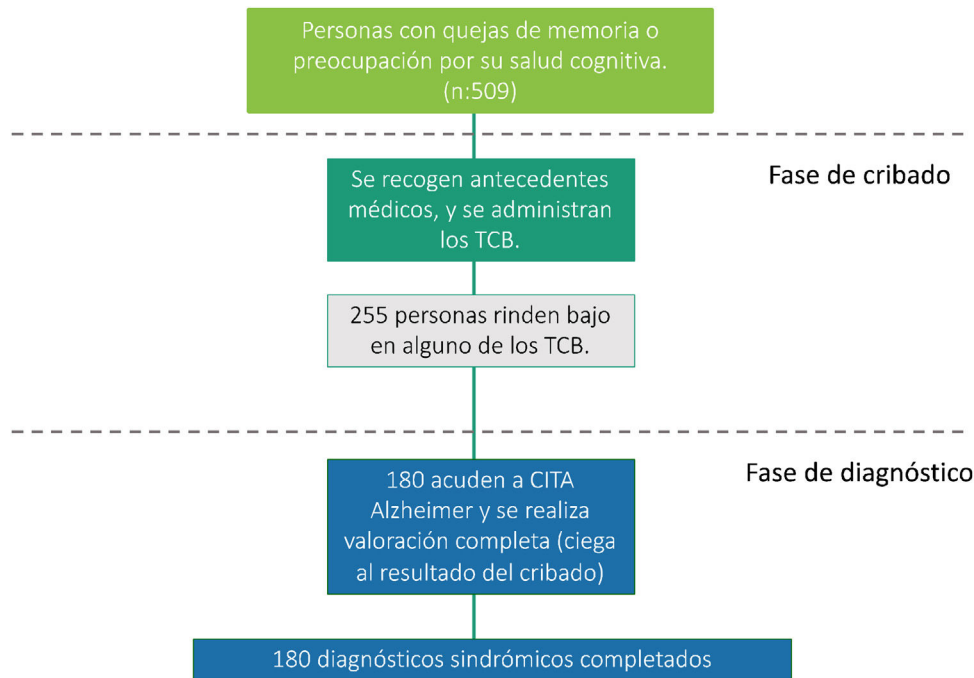 Personas con quejas de memoria o
preocupación por su salud cognitiva.
(n:509)
Fase de cribado
Se recogen antecedentes
médicos, y se administran
los TCB.
255 personas rinden bajo
en alguno de los TCB.
Fase de diagnóstico
180 acuden a CITA
Alzheimer y se realiza
valoración completa (ciega
al resultado del cribado)
180 diagnósticos sindrómicos completados